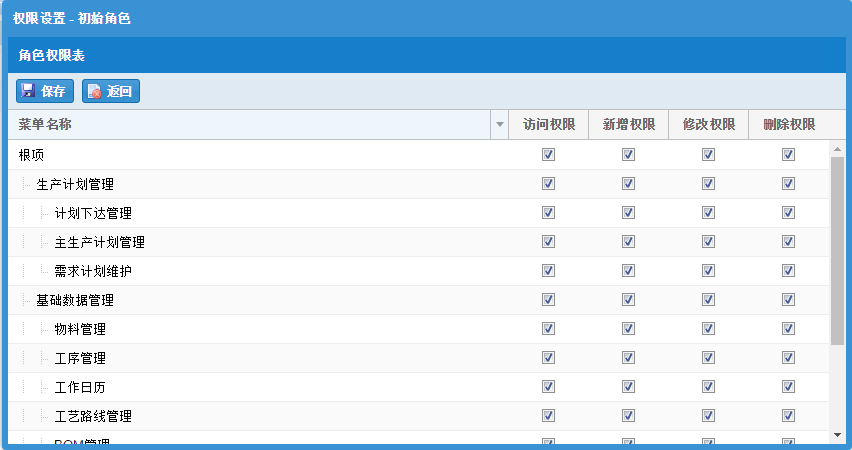 权限设置 - 初始角色
角色权限表
保存 返回
菜单名称 访问权限 新增权限 修改权限 删除权限
根项
生产计划管理
计划下达管理
主生产计划管理
需求计划维护
基础数据管理
物料管理
工序管理
工作日历
工艺路线管理
BOM管理